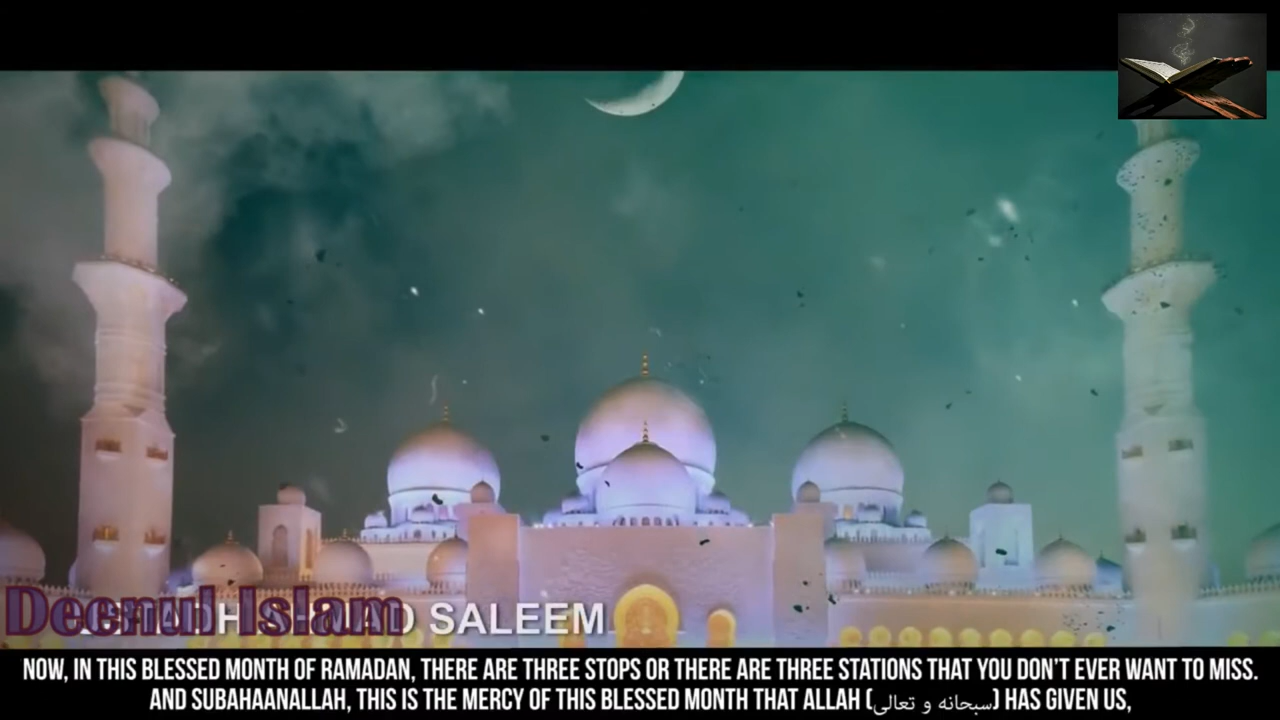 Deenul Islam
SALEEM
NOW, IN THIS BLESSED MONTH OF RAMADAN, THERE ARE THREE STOPS OR THERE ARE THREE STATIONS THAT YOU DON'T EVER WANT TO MISS.
AND SUBAHAANALLAH, THIS IS THE MERCY OF THIS BLESSED MONTH THAT ALLAH (سبحانه و تعالى) HAS GIVEN US,